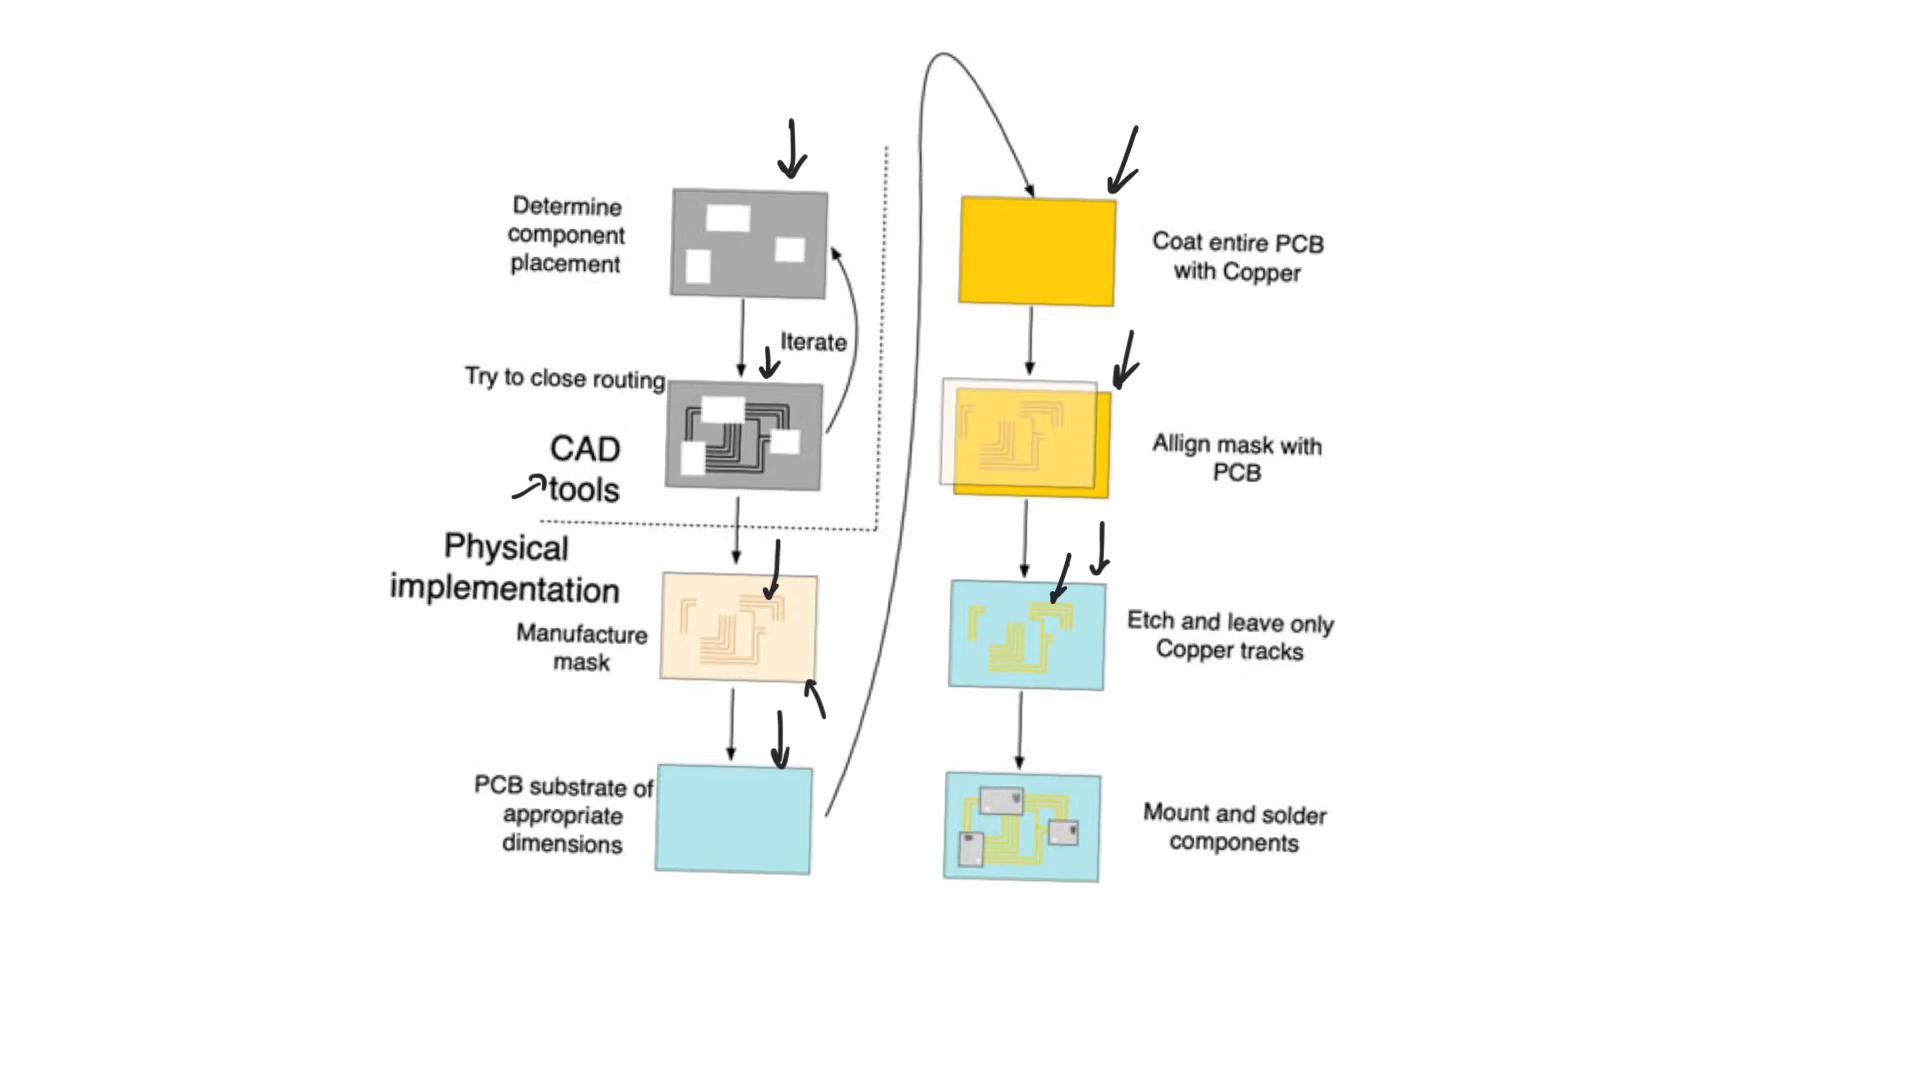 Determine
component
placement
Iterate
Try to close routing
CAD
tools
Physical
implementation
Manufacture
mask
PCB substrate of
appropriate
dimensions
Coat entire PCB
with Copper
Allign mask with
PCB
Etch and leave only
Copper tracks
Mount and solder
components